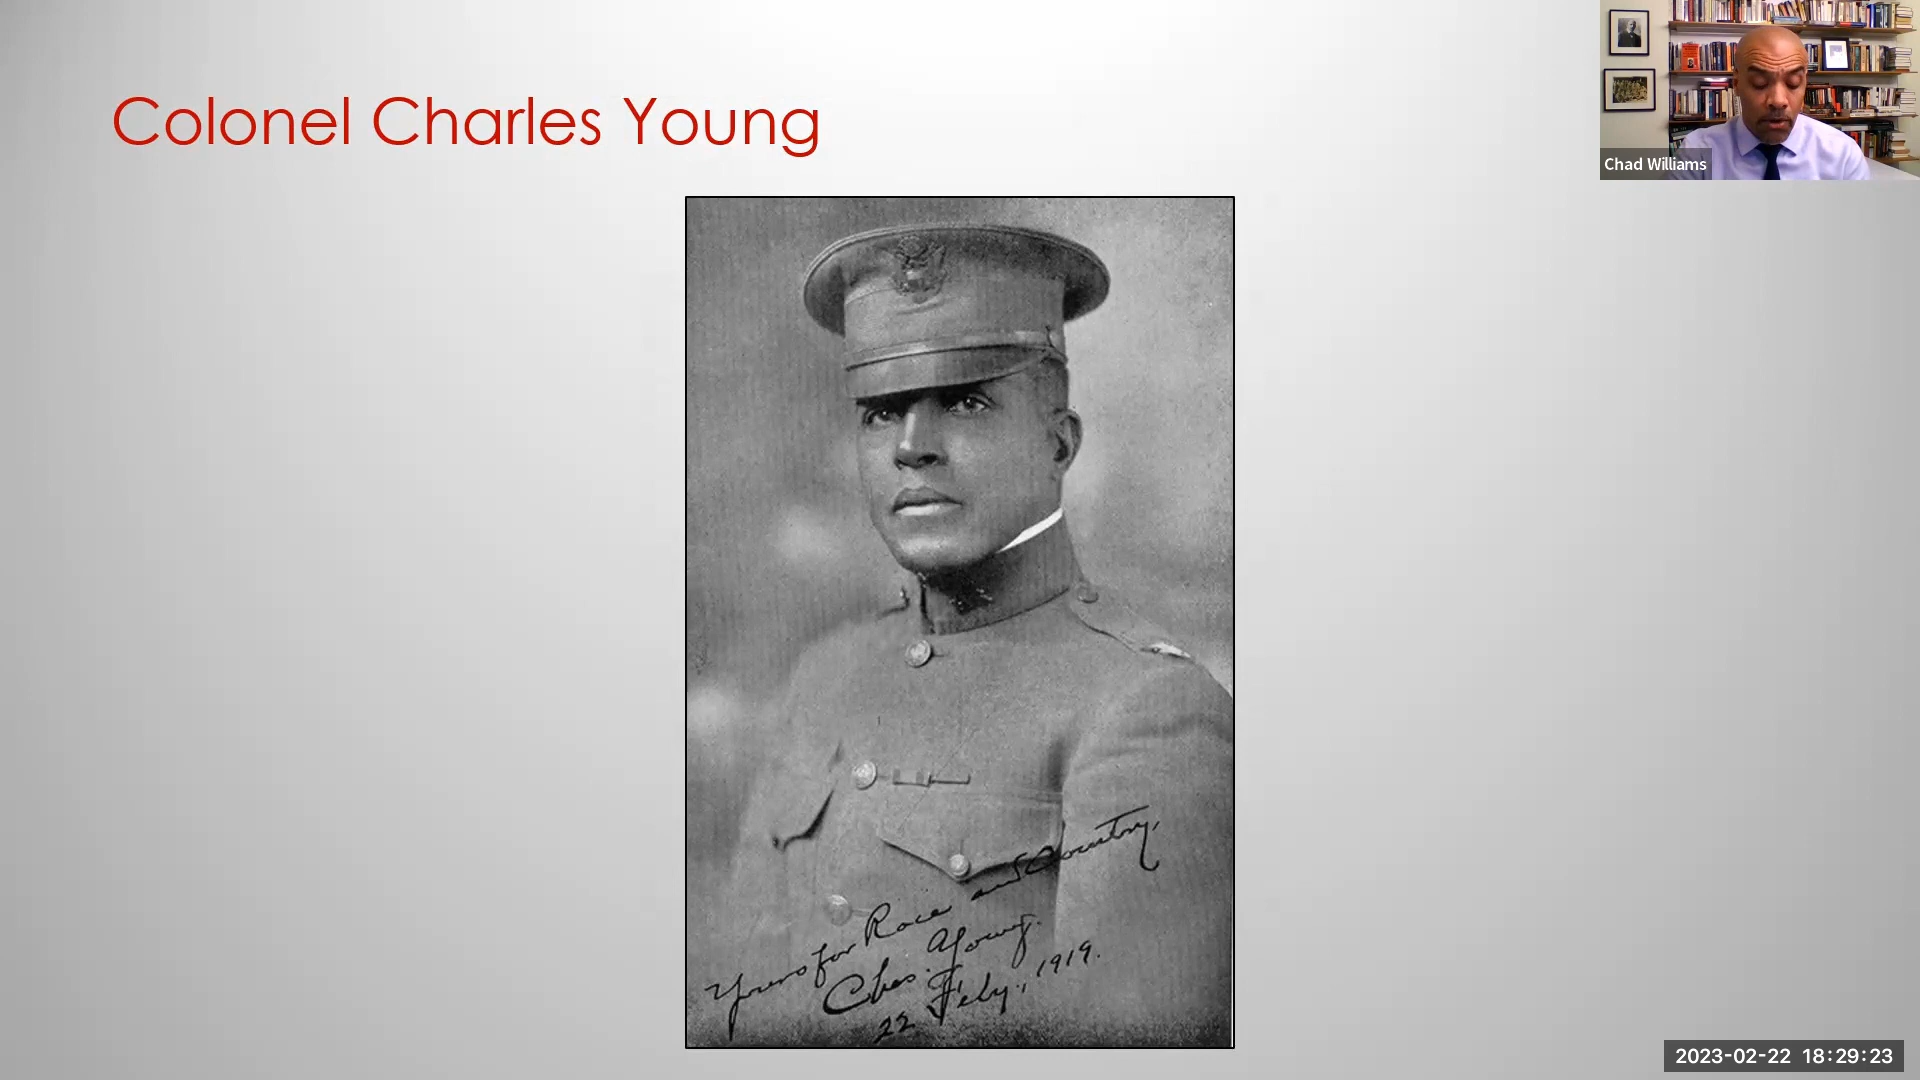 Colonel Charles Young
Chad Williams
Yours for Race and Country,
Chas. Young.
22 Feby., 1919.
2023-02-22 18:29:23